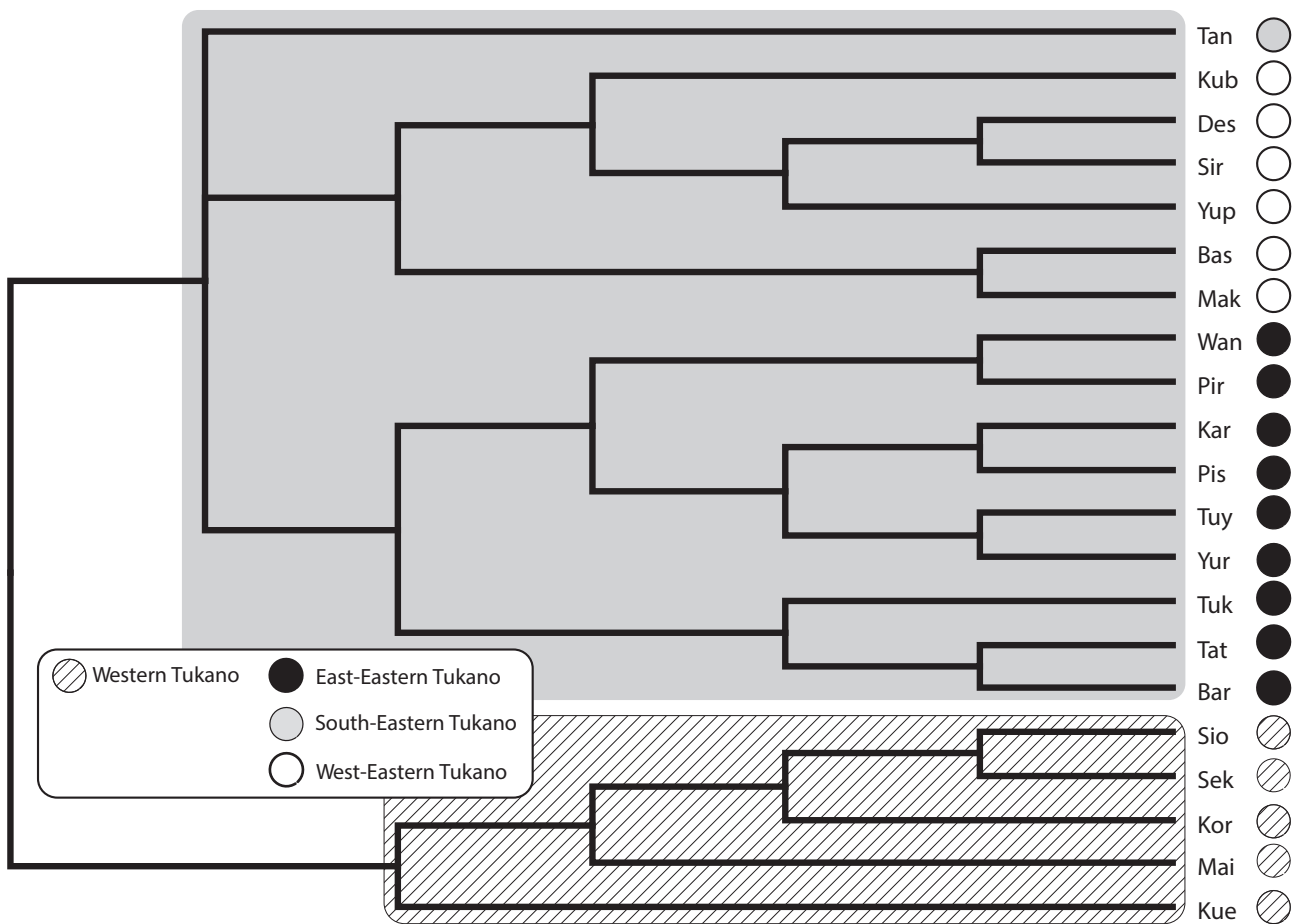 Tan
Kub
Des
Sir
Yup
Bas
Mak
Wan
Pir
Kar
Pis
Tuy
Yur
Tuk
Tat
Bar
Sio
Sek
Kor
Mai
Kue
Western Tukano
East-Eastern Tukano
South-Eastern Tukano
West-Eastern Tukano